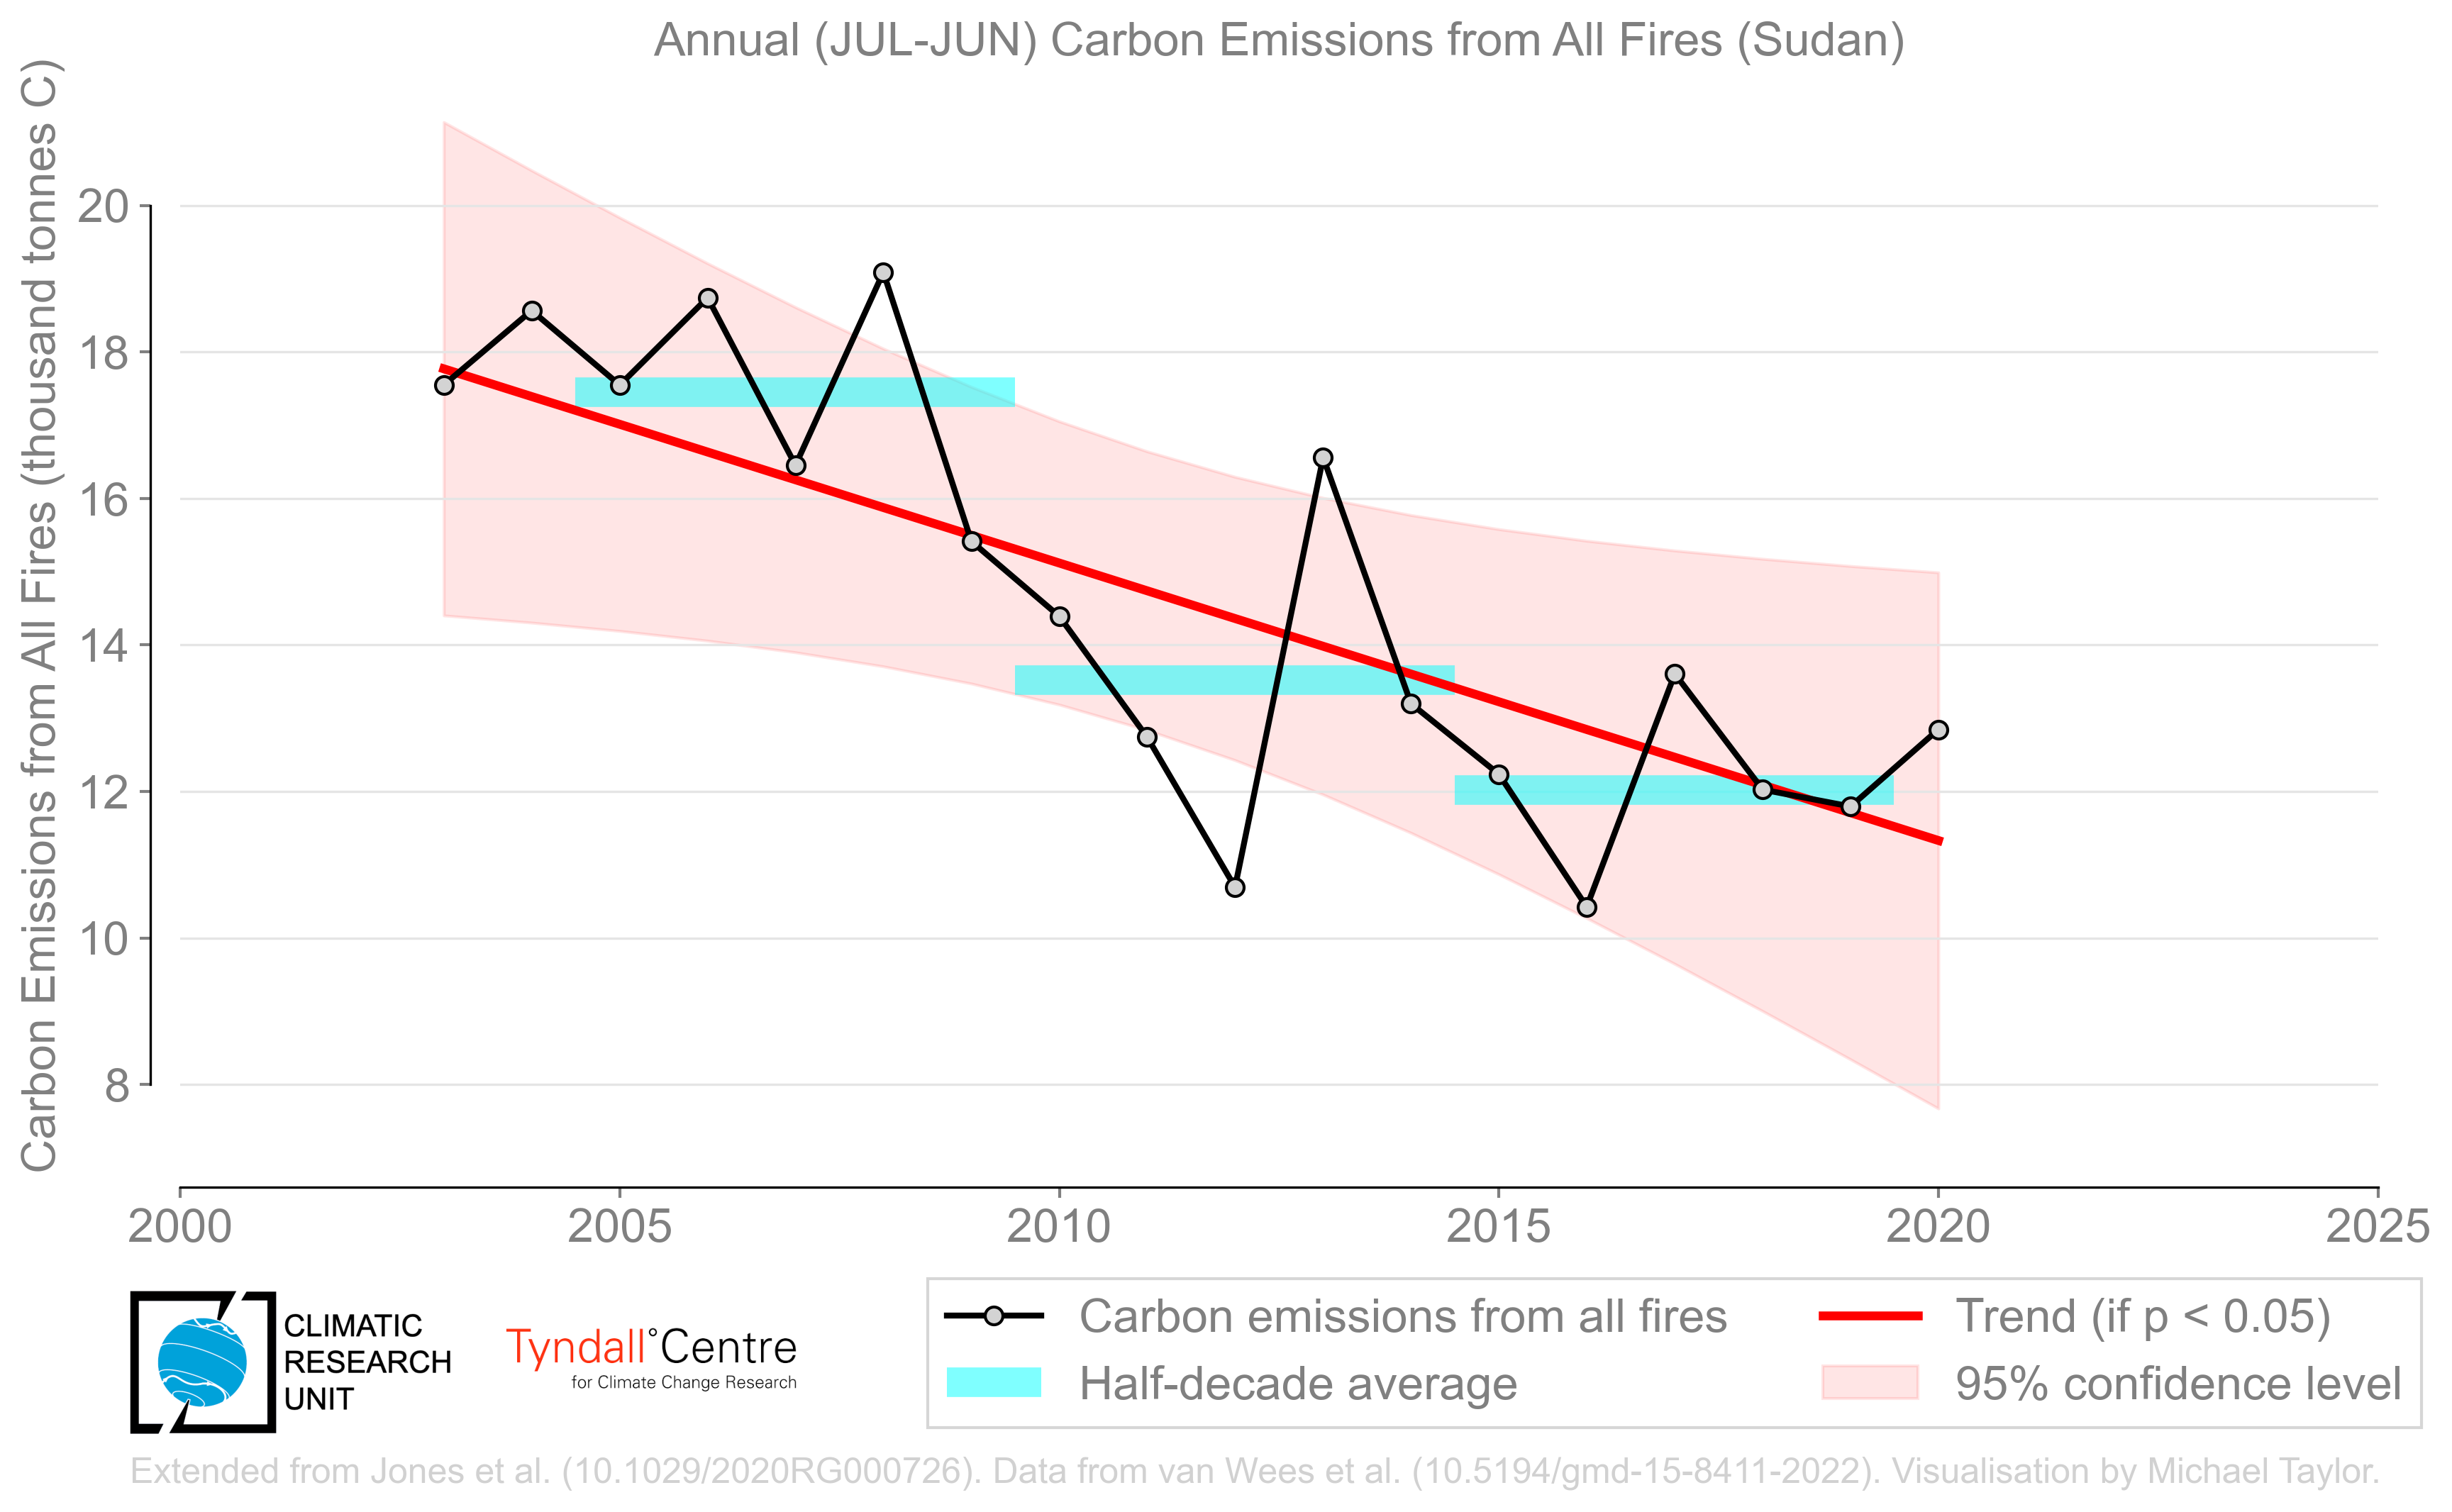 Annual (JUL-JUN) Carbon Emissions from All Fires (Sudan)
Carbon Emissions from All Fires (thousand tonnes C)
20
18
16
14
12
10
8
2000
2005
2010
2015
2020
2025
CLIMATIC
RESEARCH
UNIT
Tyndall°Centre
for Climate Change Research
Carbon emissions from all fires
Half-decade average
Trend (if p < 0.05)
95% confidence level
Extended from Jones et al. (10.1029/2020RG000726). Data from van Wees et al. (10.5194/gmd-15-8411-2022). Visualisation by Michael Taylor.